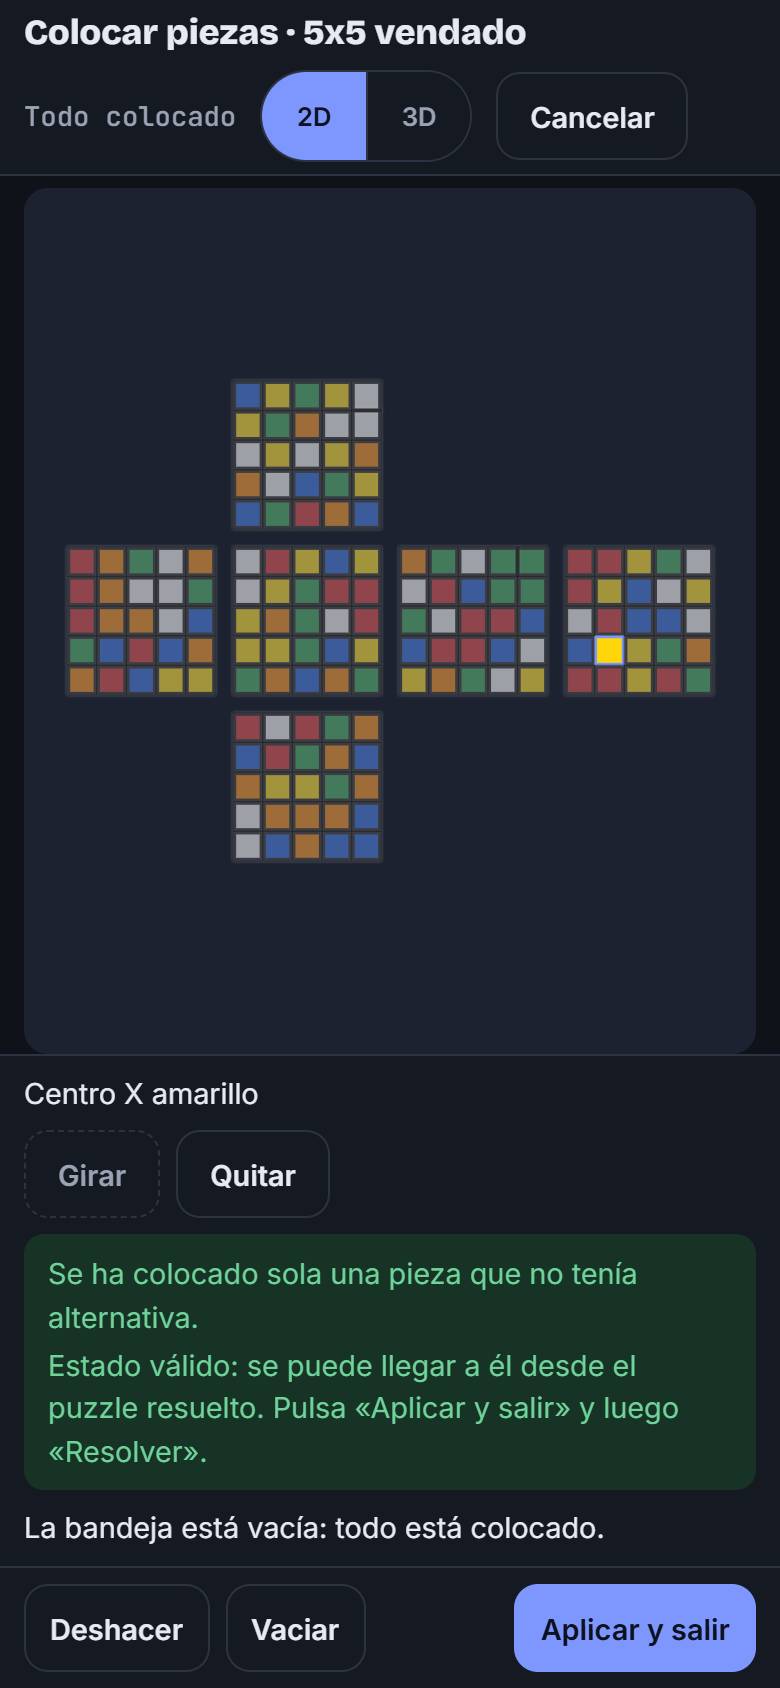 Colocar piezas · 5x5 vendado
Todo colocado
2D
3D
Cancelar
Centro X amarillo
Girar
Quitar
Se ha colocado sola una pieza que no tenía
alternativa.
Estado válido: se puede llegar a él desde el
puzzle resuelto. Pulsa «Aplicar y salir» y luego
«Resolver».
La bandeja está vacía: todo está colocado.
Deshacer
Vaciar
Aplicar y salir